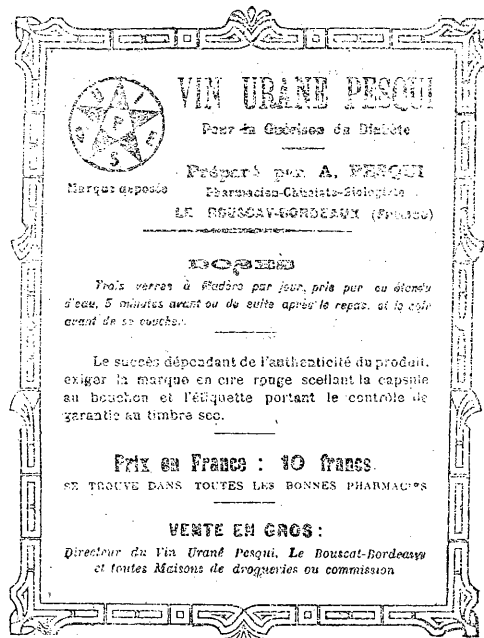 VIN URANÉ PESQUI
Pour la Guérison du Diabète
Marque déposée
Préparé par A. PESQUI
Pharmacien-Chimiste-Biologiste
LE BOUSCAT-BORDEAUX (France)
DOSES
Trois verres à Madère par jour, pris pur ou étendu
d'eau, 5 minutes avant ou de suite après le repas, et le soir
avant de se coucher.
Le succès dépendant de l'authenticité du produit,
exiger la marque en cire rouge scellant la capsule
au bouchon et l'étiquette portant le contrôle de
garantie au timbre sec.
Prix en France : 10 francs
SE TROUVE DANS TOUTES LES BONNES PHARMACIES
VENTE EN GROS :
Directeur du Vin Urané Pesqui, Le Bouscat-Bordeaux
et toutes Maisons de drogueries ou commission